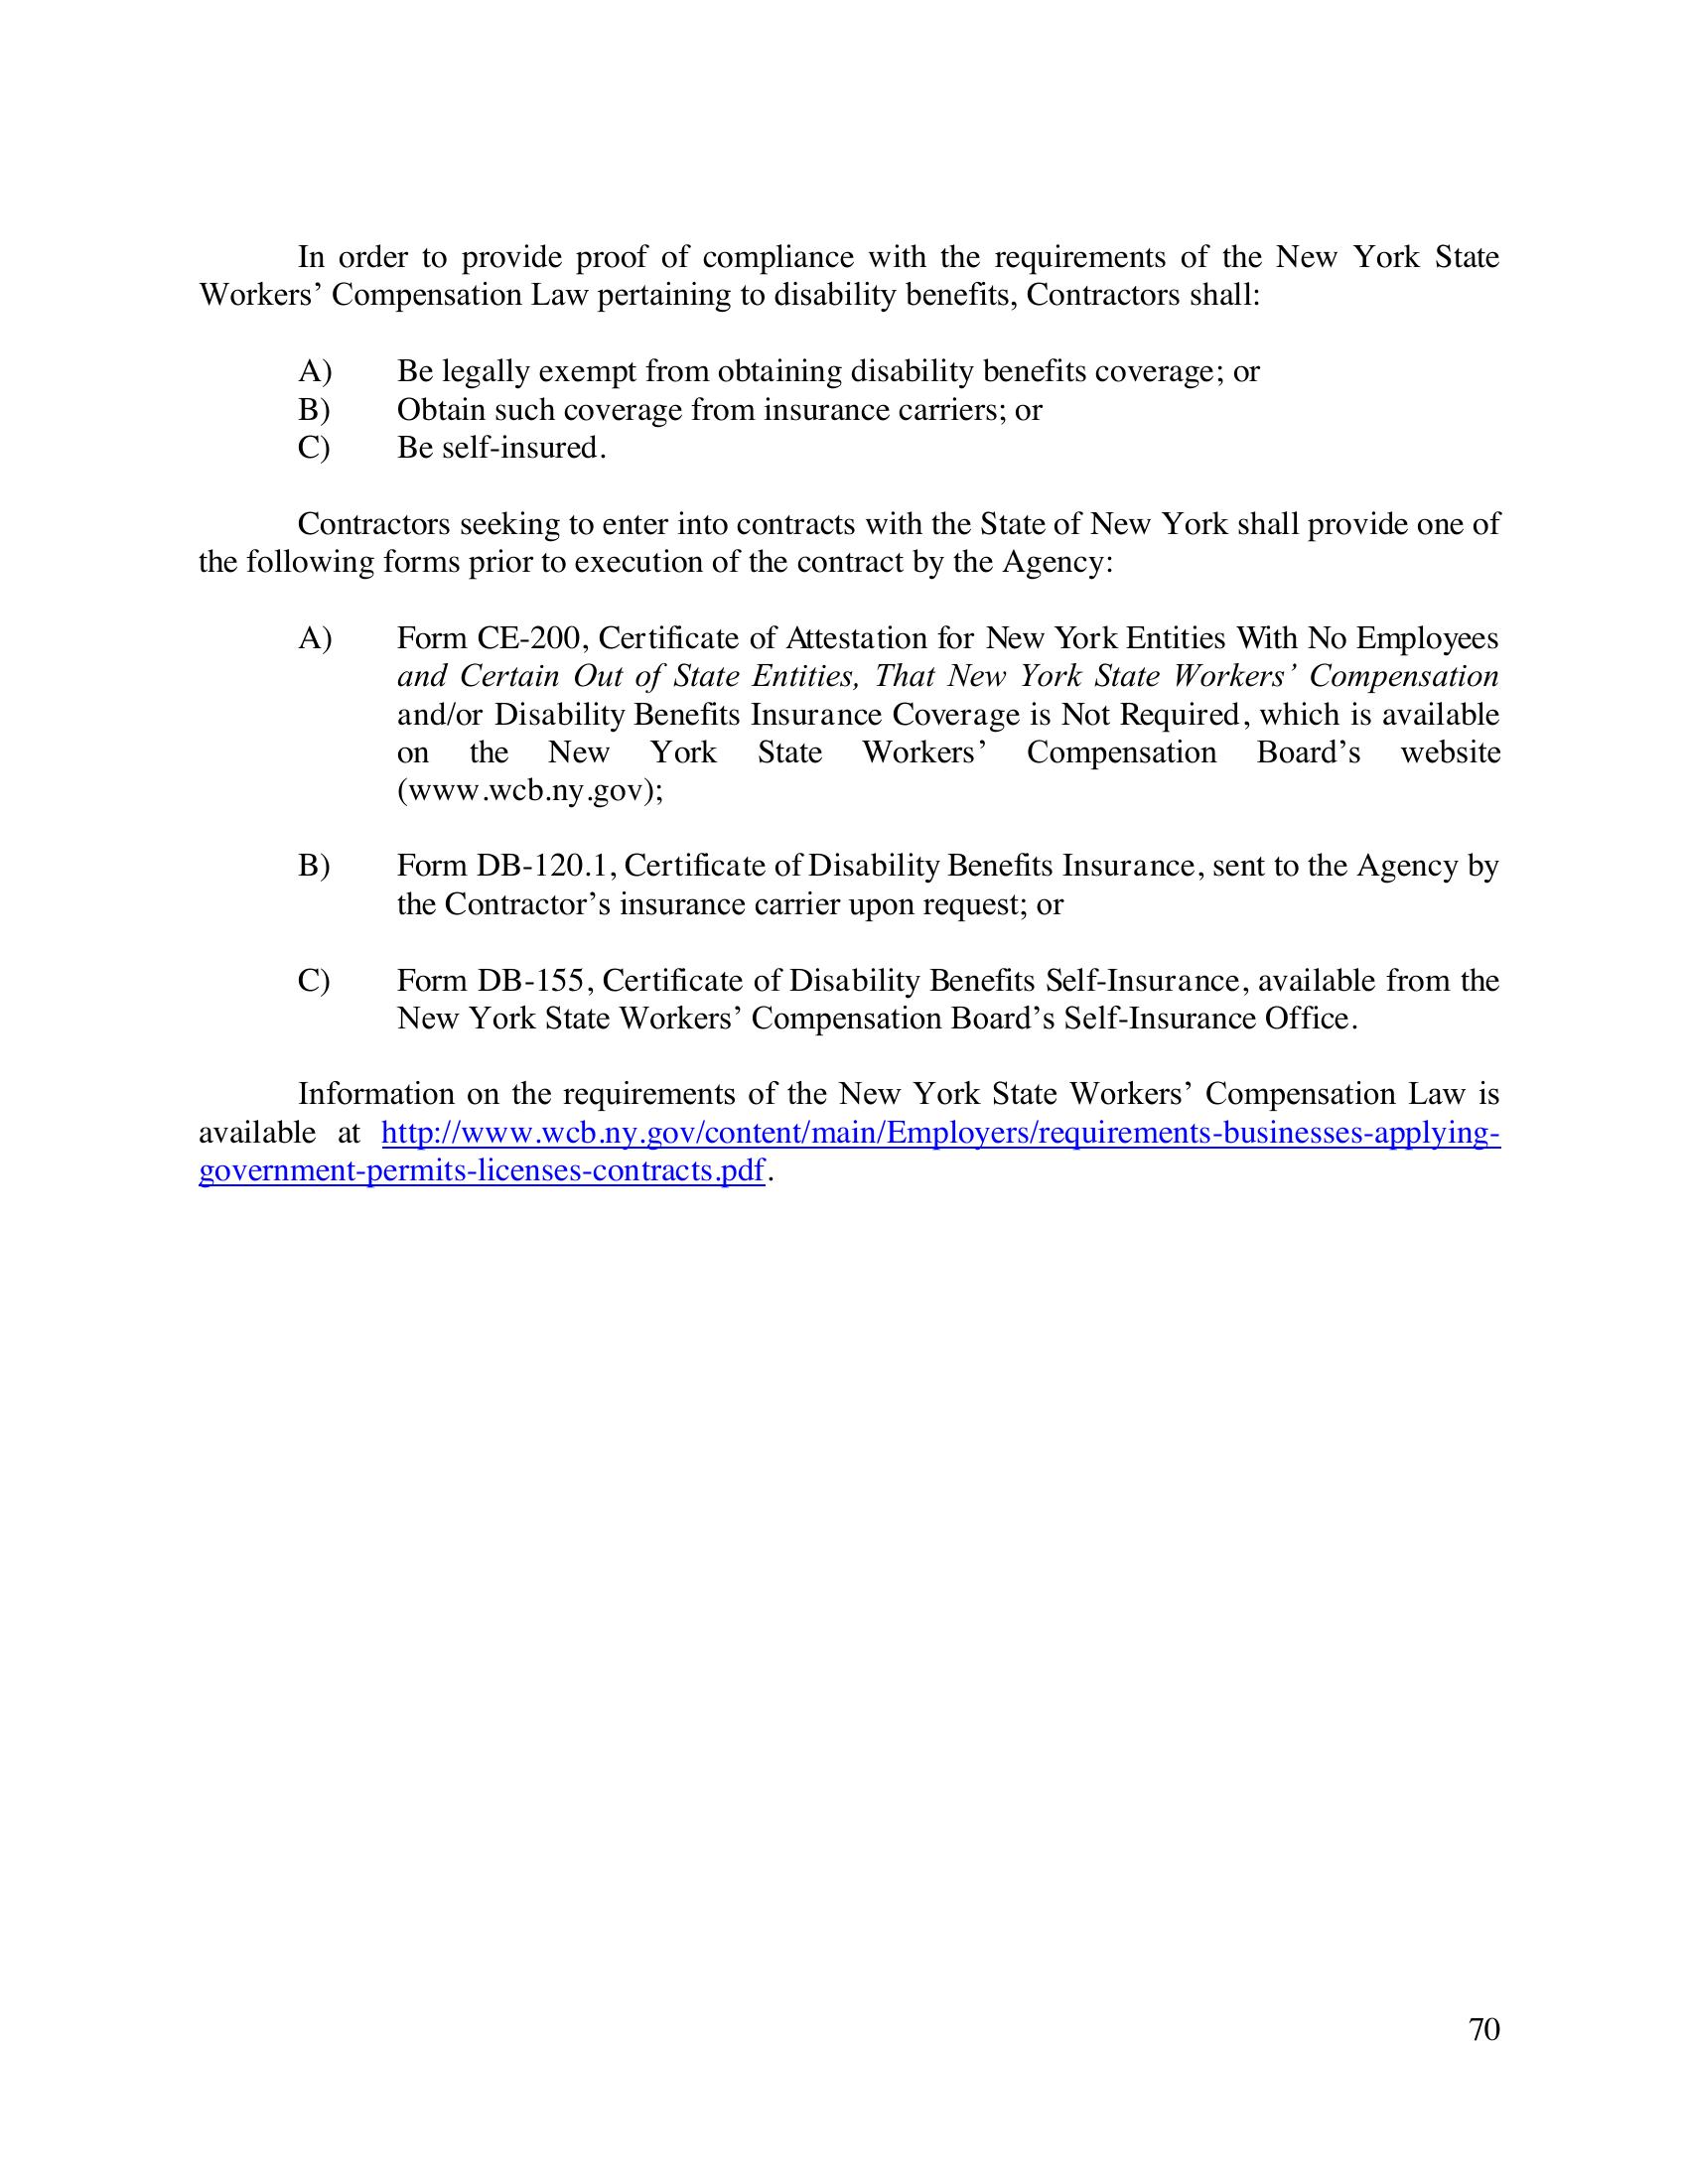 In order to provide proof of compliance with the requirements of the New York State
Workers’ Compensation Law pertaining to disability benefits, Contractors shall:
A) Be legally exempt from obtaining disability benefits coverage; or
B) Obtain such coverage from insurance carriers; or
C) Be self-insured.
Contractors seeking to enter into contracts with the State of New York shall provide one of
the following forms prior to execution of the contract by the Agency:
A) Form CE-200, Certificate of Attestation for New York Entities With No Employees
and Certain Out of State Entities, That New York State Workers’ Compensation
and/or Disability Benefits Insurance Coverage is Not Required, which is available
on the New York State Workers’ Compensation Board’s website
(www.wcb.ny.gov);
B) Form DB-120.1, Certificate of Disability Benefits Insurance, sent to the Agency by
the Contractor’s insurance carrier upon request; or
C) Form DB-155, Certificate of Disability Benefits Self-Insurance, available from the
New York State Workers’ Compensation Board’s Self-Insurance Office.
Information on the requirements of the New York State Workers’ Compensation Law is
available at http://www.wcb.ny.gov/content/main/Employers/requirements-businesses-applying-
government-permits-licenses-contracts.pdf.
70